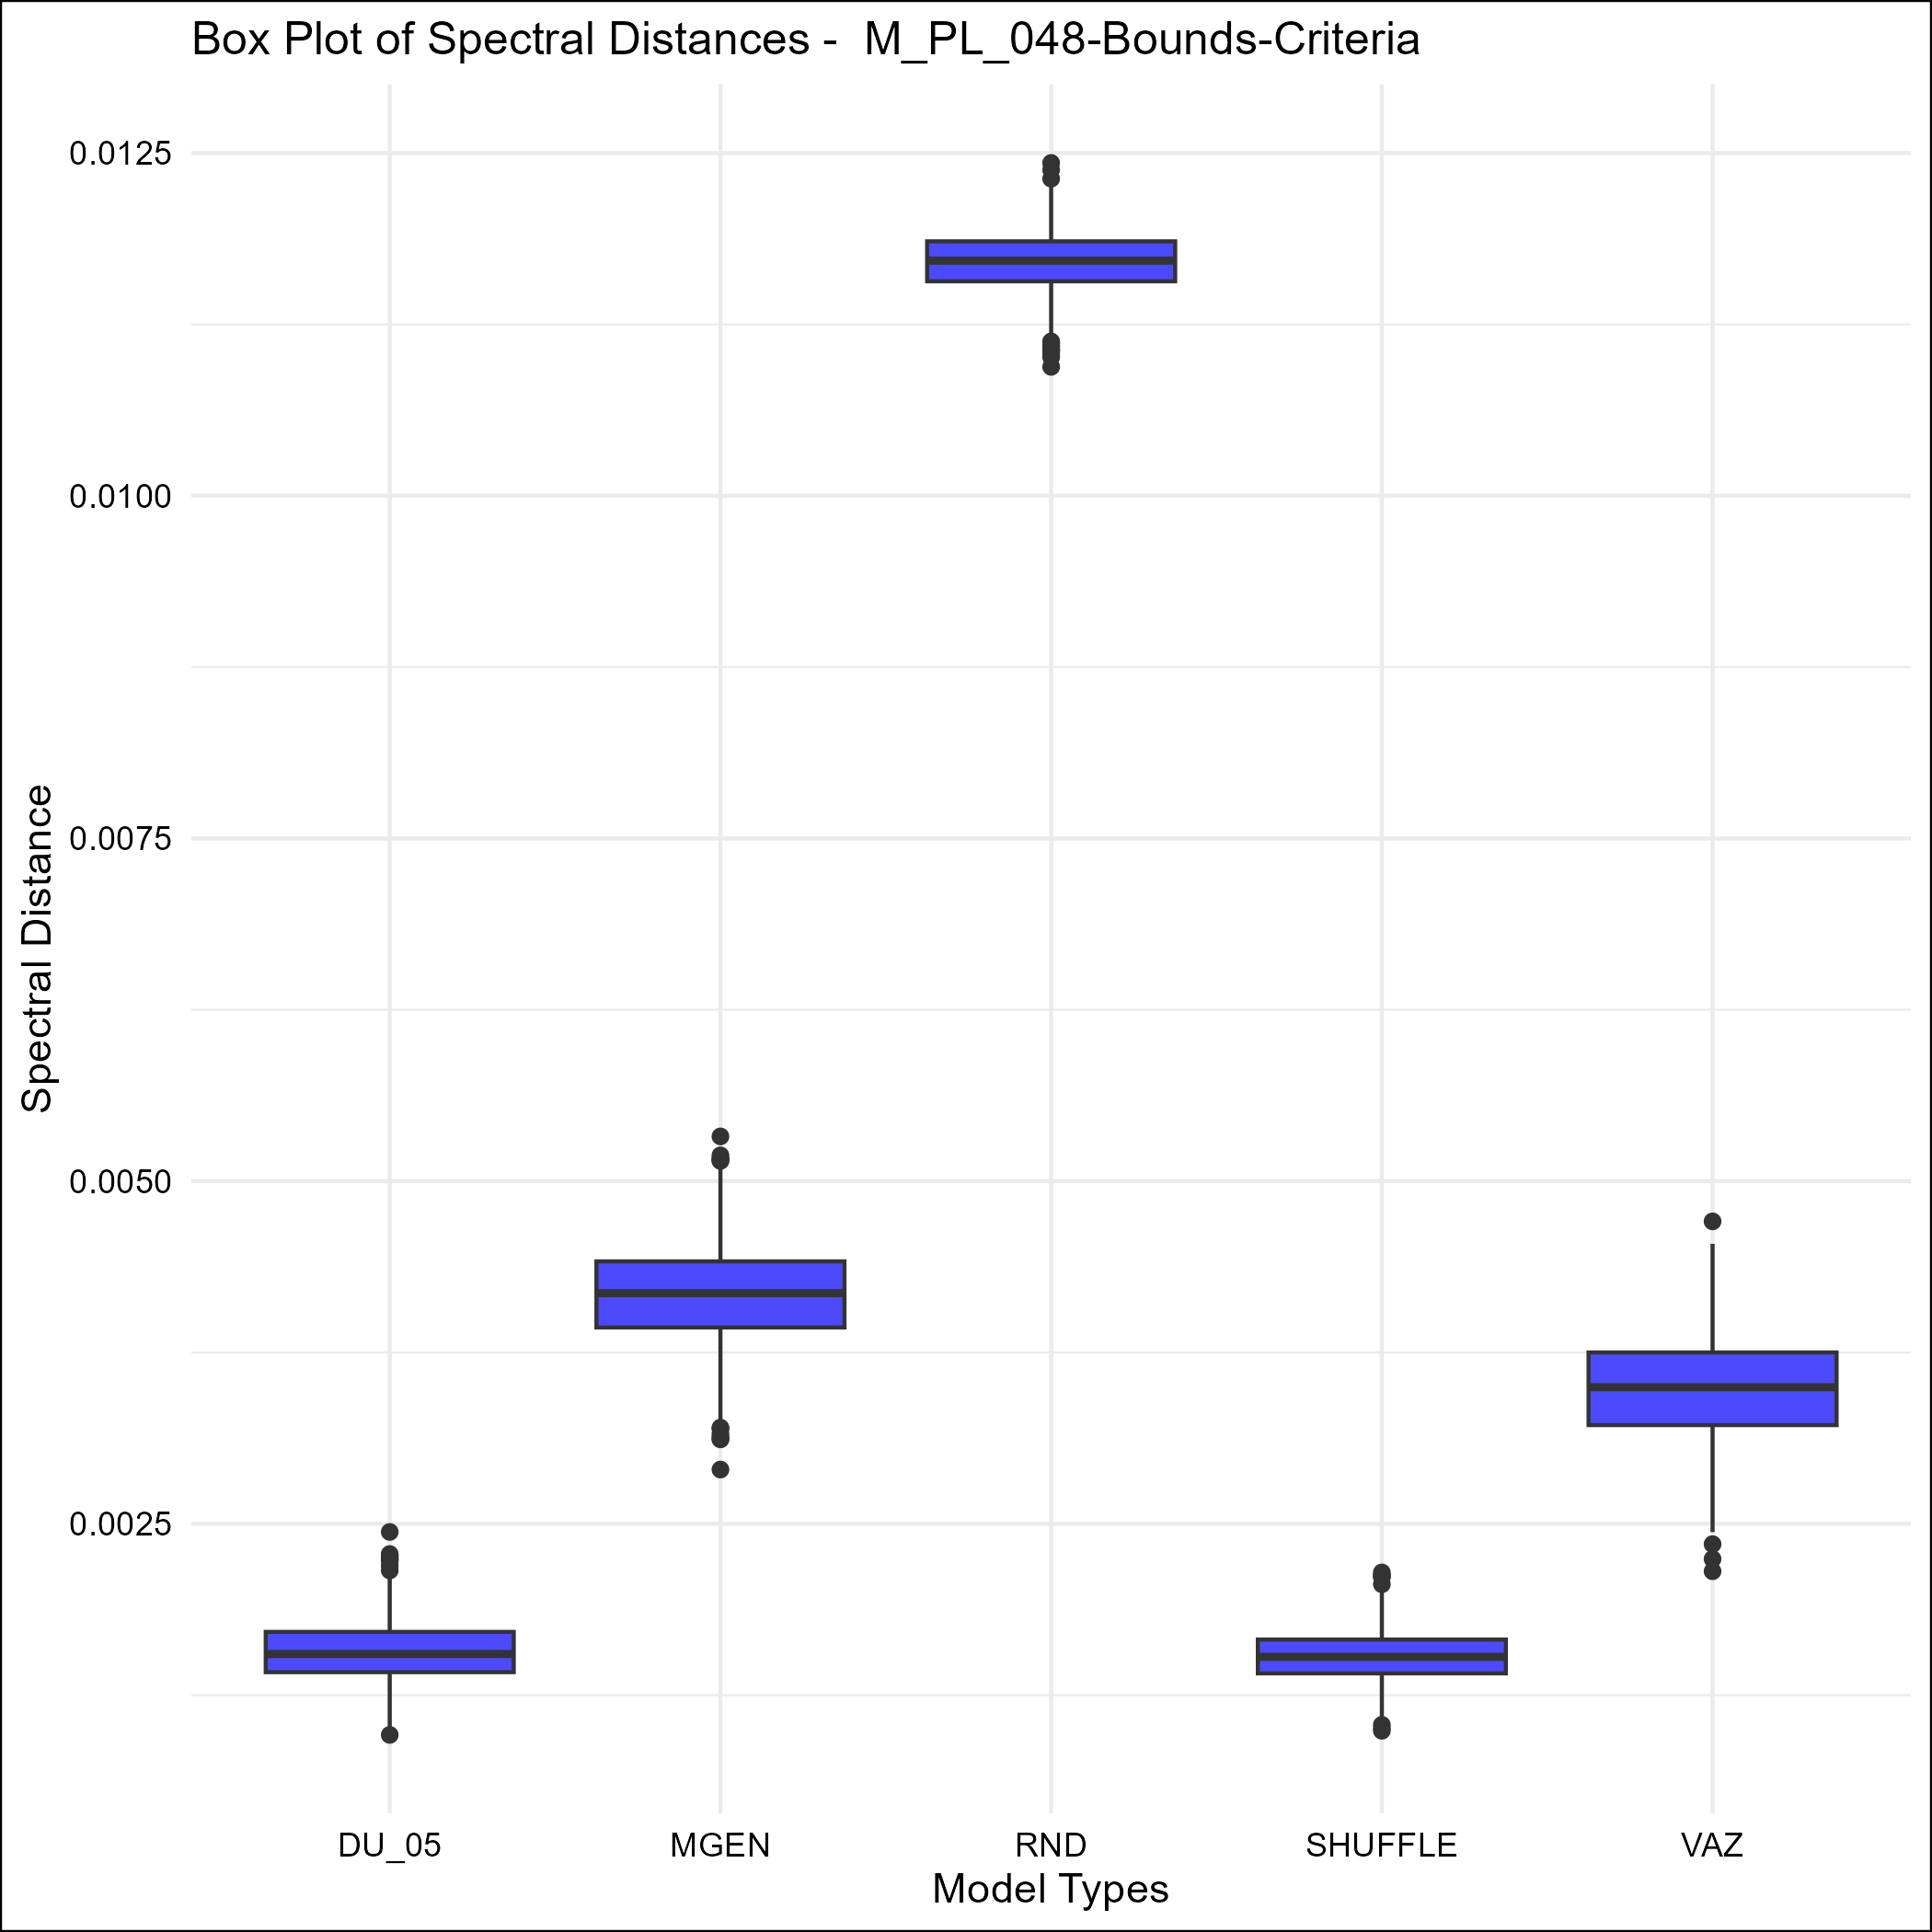 Box Plot of Spectral Distances -  M_PL_048-Bounds-Criteria
0.0125
0.0100
0.0075
0.0050
0.0025
Spectral Distance
DU_05 MGEN RND SHUFFLE VAZ
Model Types